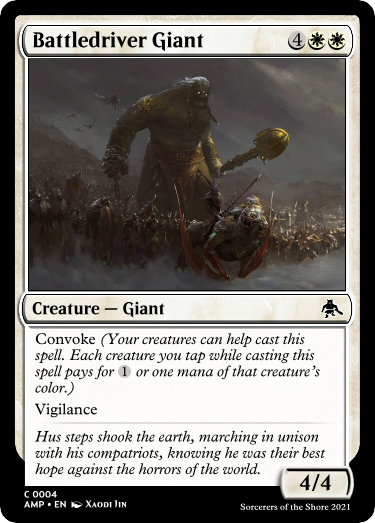 Battledriver Giant 4
Creature — Giant
Convoke (Your creatures can help cast this
spell. Each creature you tap while casting this
spell pays for 1 or one mana of that creature's
color.)
Vigilance
Hus steps shook the earth, marching in unison
with his compatriots, knowing he was their best
hope against the horrors of the world.
4/4
C 0004
AMP • EN Xaodi Jin
Sorcerers of the Shore 2021